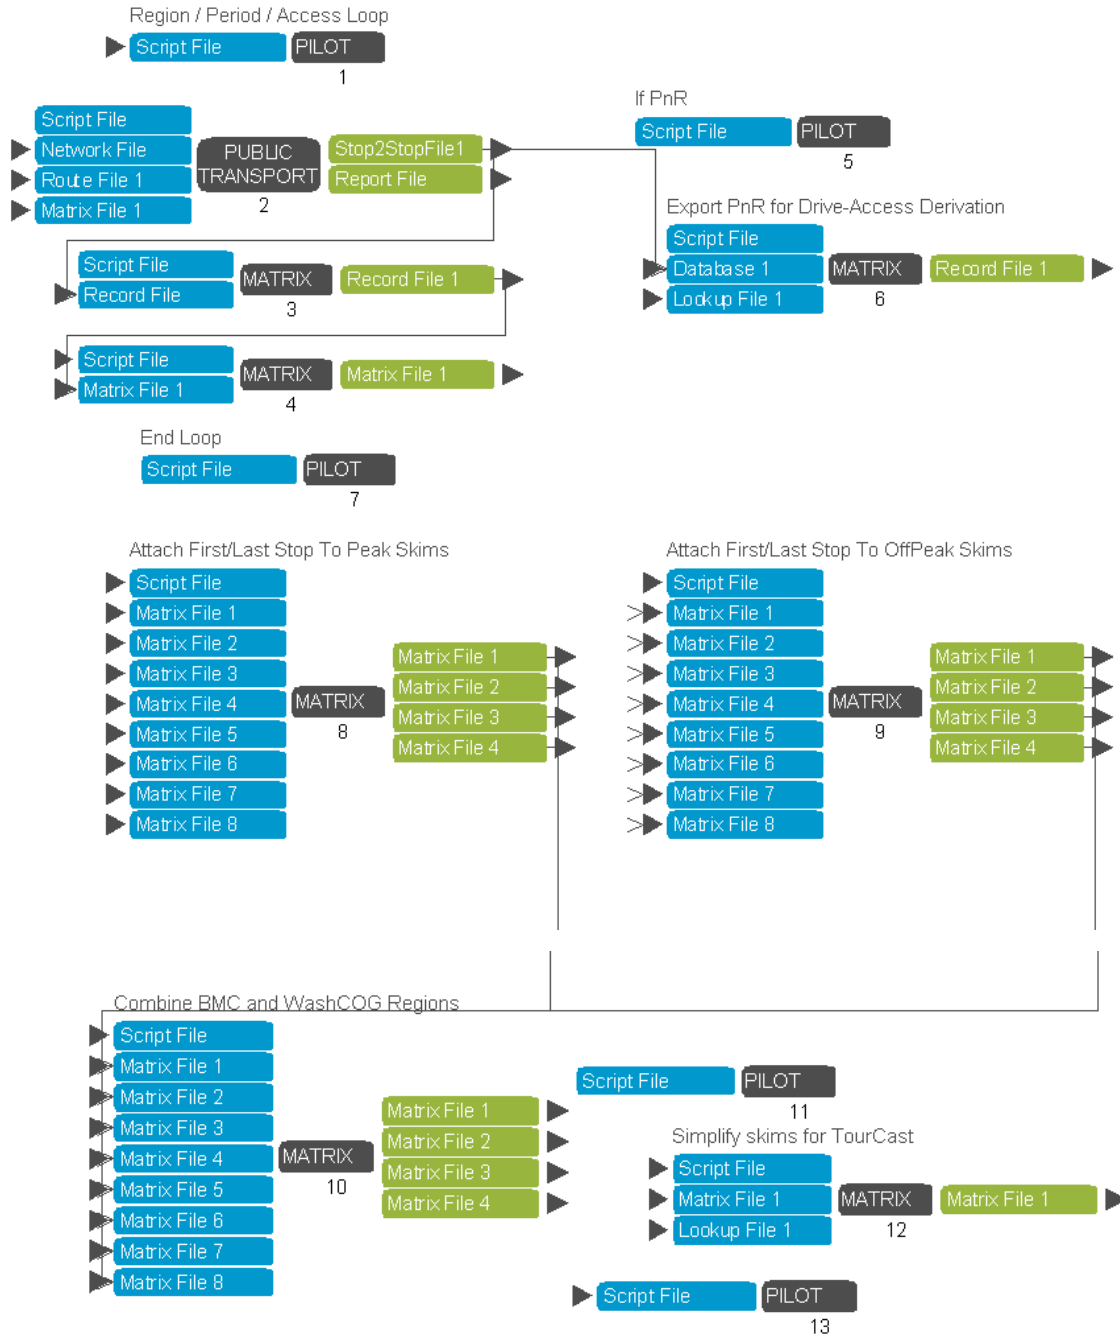 Region / Period / Access Loop
Script File PILOT
1
Script File
Network File
Route File 1
Matrix File 1
PUBLIC
TRANSPORT
2
Stop2StopFile1
Report File
If PnR
Script File PILOT
5
Export PnR for Drive-Access Derivation
Script File
Database 1 MATRIX Record File 1
Lookup File 1
6
Script File
Record File
MATRIX
3
Record File 1
Script File
Matrix File 1
MATRIX
4
Matrix File 1
End Loop
Script File PILOT
7
Attach First/Last Stop To Peak Skims
Script File
Matrix File 1
Matrix File 2
Matrix File 3
Matrix File 4
Matrix File 5
Matrix File 6
Matrix File 7
Matrix File 8
MATRIX
8
Matrix File 1
Matrix File 2
Matrix File 3
Matrix File 4
Attach First/Last Stop To OffPeak Skims
Script File
Matrix File 1
Matrix File 2
Matrix File 3
Matrix File 4
Matrix File 5
Matrix File 6
Matrix File 7
Matrix File 8
MATRIX
9
Matrix File 1
Matrix File 2
Matrix File 3
Matrix File 4
Combine BMC and WashCOG Regions
Script File
Matrix File 1
Matrix File 2
Matrix File 3
Matrix File 4
Matrix File 5
Matrix File 6
Matrix File 7
Matrix File 8
MATRIX
10
Matrix File 1
Matrix File 2
Matrix File 3
Matrix File 4
Script File PILOT
11
Simplify skims for TourCast
Script File
Matrix File 1 MATRIX Matrix File 1
Lookup File 1
12
Script File PILOT
13